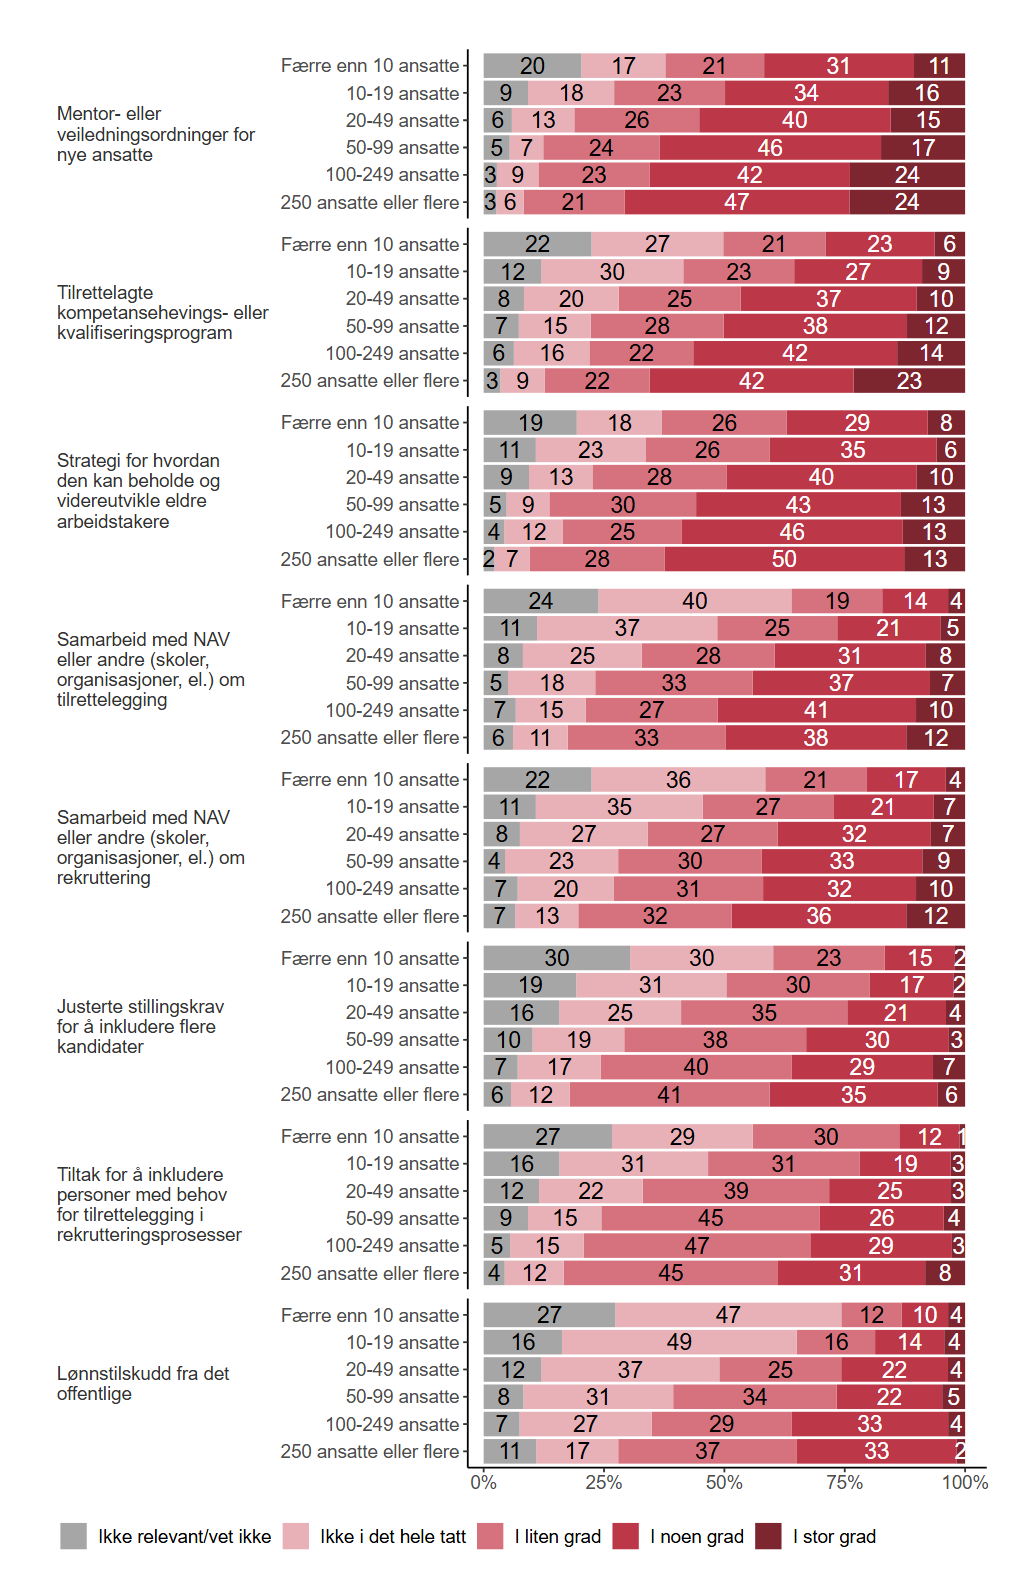 Mentor- eller
veiledningsordninger for
nye ansatte
Færre enn 10 ansatte 20 17 21 31 11
10-19 ansatte 9 18 23 34 16
20-49 ansatte 6 13 26 40 15
50-99 ansatte 5 7 24 46 17
100-249 ansatte 3 9 23 42 24
250 ansatte eller flere 3 6 21 47 24
Tilrettelagte
kompetansehevings- eller
kvalifiseringsprogram
Færre enn 10 ansatte 22 27 21 23 6
10-19 ansatte 12 30 23 27 9
20-49 ansatte 8 20 25 37 10
50-99 ansatte 7 15 28 38 12
100-249 ansatte 6 16 22 42 14
250 ansatte eller flere 3 9 22 42 23
Strategi for hvordan
den kan beholde og
videreutvikle eldre
arbeidstakere
Færre enn 10 ansatte 19 18 26 29 8
10-19 ansatte 11 23 26 35 6
20-49 ansatte 9 13 28 40 10
50-99 ansatte 5 9 30 43 13
100-249 ansatte 4 12 25 46 13
250 ansatte eller flere 2 7 28 50 13
Samarbeid med NAV
eller andre (skoler,
organisasjoner, el.) om
tilrettelegging
Færre enn 10 ansatte 24 40 19 14 4
10-19 ansatte 11 37 25 21 5
20-49 ansatte 8 25 28 31 8
50-99 ansatte 5 18 33 37 7
100-249 ansatte 7 15 27 41 10
250 ansatte eller flere 6 11 33 38 12
Samarbeid med NAV
eller andre (skoler,
organisasjoner, el.) om
rekruttering
Færre enn 10 ansatte 22 36 21 17 4
10-19 ansatte 11 35 27 21 7
20-49 ansatte 8 27 27 32 7
50-99 ansatte 4 23 30 33 9
100-249 ansatte 7 20 31 32 10
250 ansatte eller flere 7 13 32 36 12
Justerte stillingskrav
for å inkludere flere
kandidater
Færre enn 10 ansatte 30 30 23 15 2
10-19 ansatte 19 31 30 17 2
20-49 ansatte 16 25 35 21 4
50-99 ansatte 10 19 38 30 3
100-249 ansatte 7 17 40 29 7
250 ansatte eller flere 6 12 41 35 6
Tiltak for å inkludere
personer med behov
for tilrettelegging i
rekrutteringsprosesser
Færre enn 10 ansatte 27 29 30 12 1
10-19 ansatte 16 31 31 19 3
20-49 ansatte 12 22 39 25 3
50-99 ansatte 9 15 45 26 4
100-249 ansatte 5 15 47 29 3
250 ansatte eller flere 4 12 45 31 8
Lønnstilskudd fra det
offentlige
Færre enn 10 ansatte 27 47 12 10 4
10-19 ansatte 16 49 16 14 4
20-49 ansatte 12 37 25 22 4
50-99 ansatte 8 31 34 22 5
100-249 ansatte 7 27 29 33 4
250 ansatte eller flere 11 17 37 33 2
0% 25% 50% 75% 100%
Ikke relevant/vet ikke Ikke i det hele tatt I liten grad I noen grad I stor grad